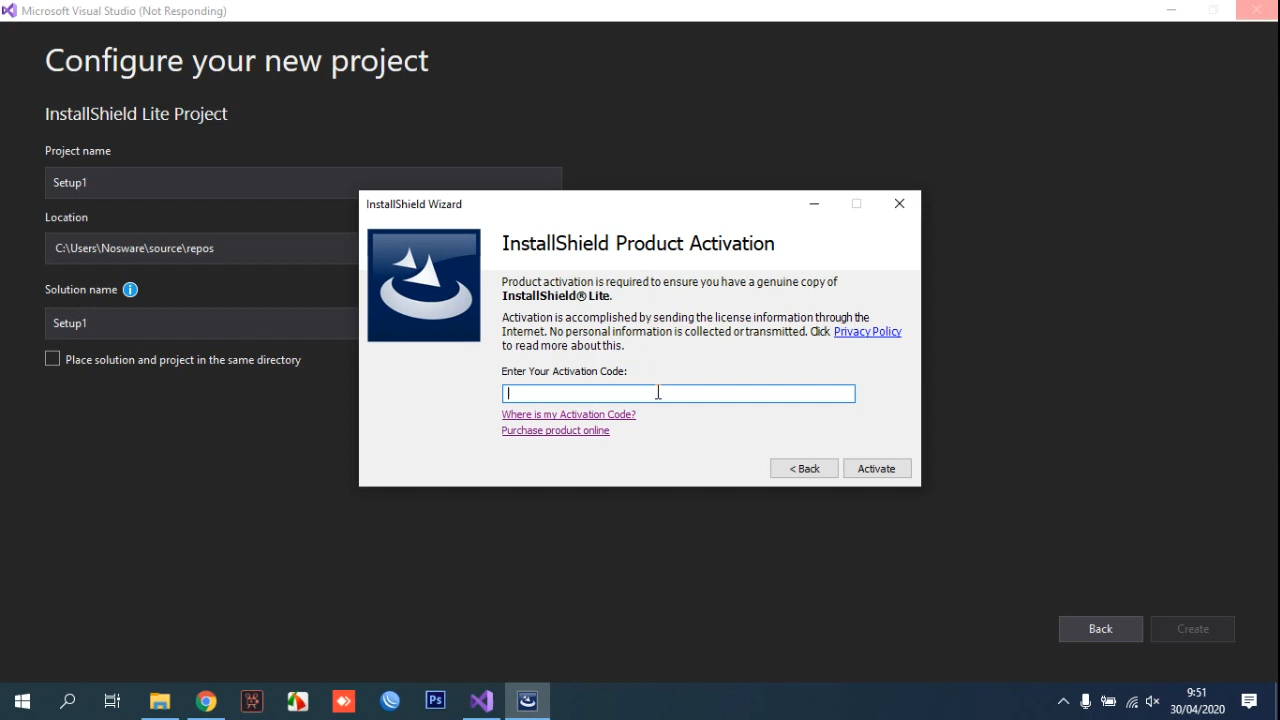 Microsoft Visual Studio (Not Responding)
Configure your new project
InstallShield Lite Project
Project name
Setup1
Location
C:\Users\Nosware\source\repos
Solution name
Setup1
Place solution and project in the same directory
InstallShield Wizard
InstallShield Product Activation
Product activation is required to ensure you have a genuine copy of
InstallShield® Lite.
Activation is accomplished by sending the license information through the
Internet. No personal information is collected or transmitted. Click Privacy Policy
to read more about this.
Enter Your Activation Code:
Where is my Activation Code?
Purchase product online
< Back
Activate
Back
Create
Ps
9:51
30/04/2020